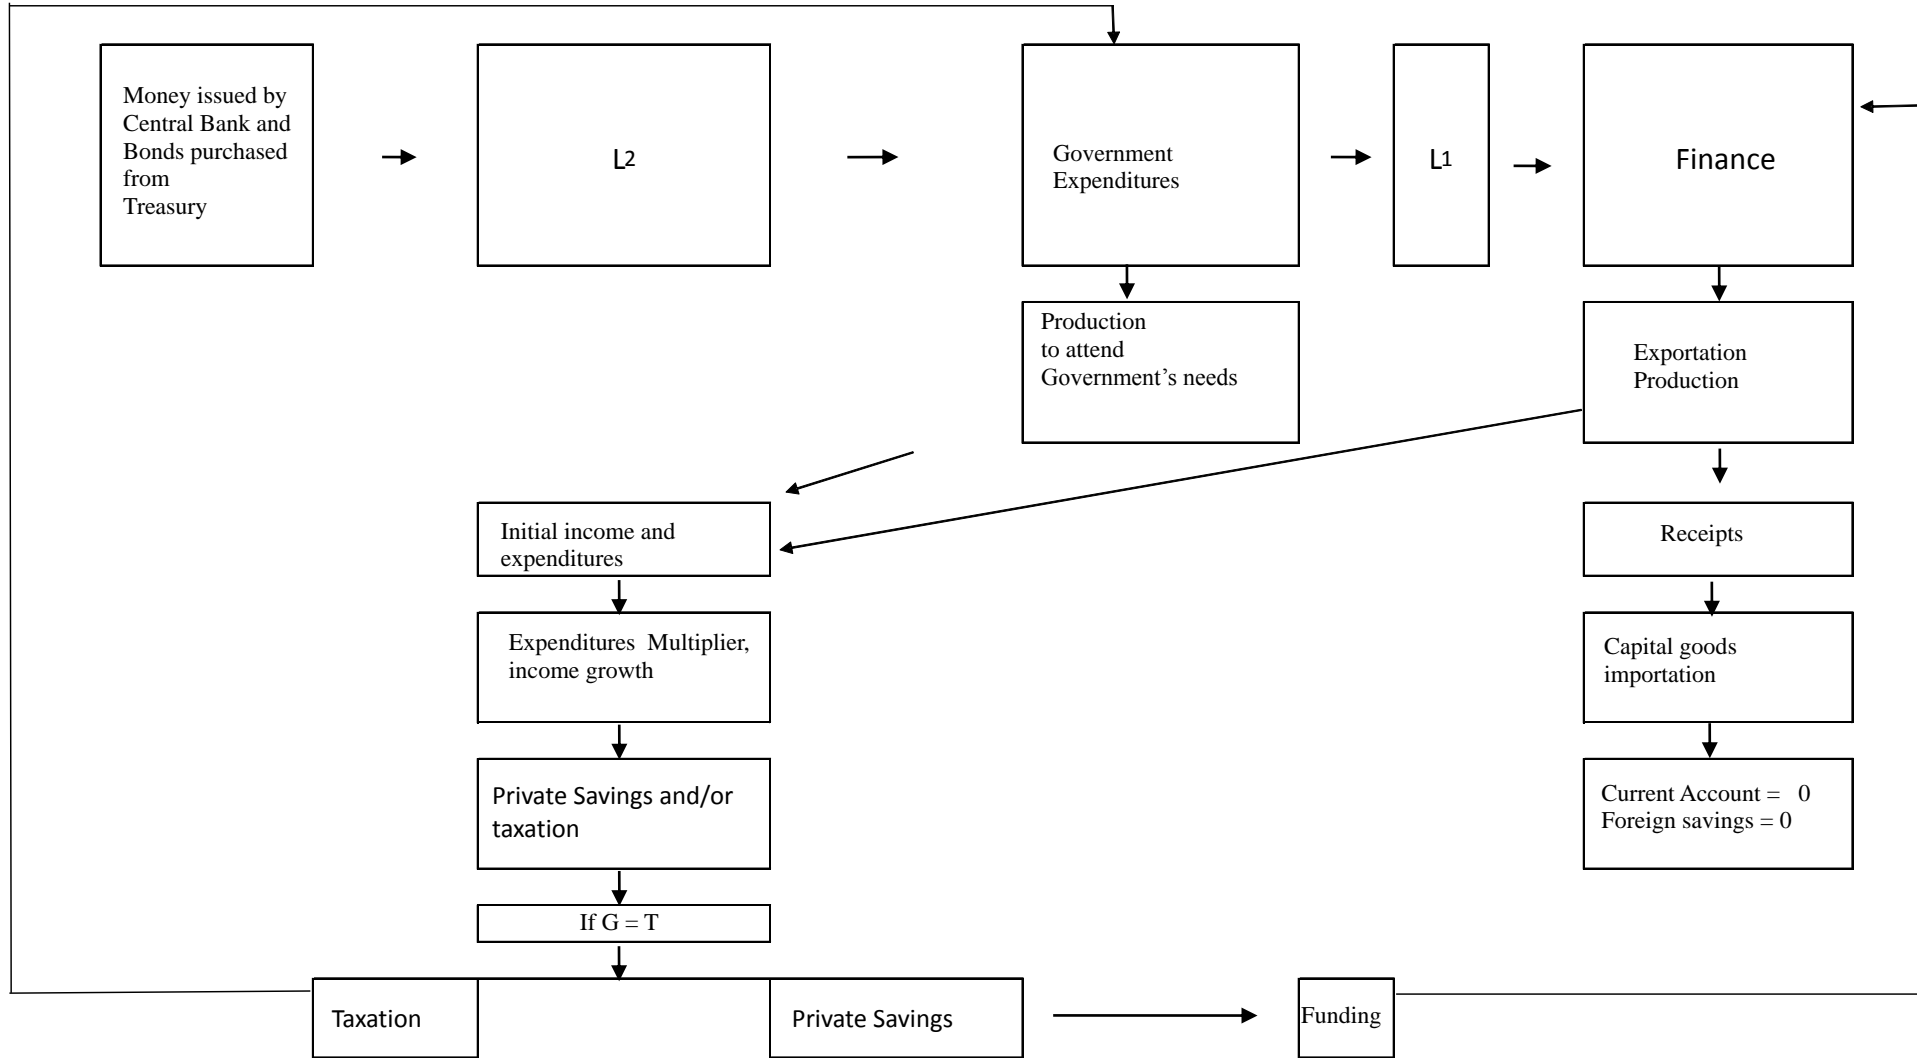 Money issued by
Central Bank and
Bonds purchased
from
Treasury
L2
Government
Expenditures
L1
Finance
Production
to attend
Government’s needs
Exportation
Production
Initial income and
expenditures
Receipts
Expenditures Multiplier,
income growth
Capital goods
importation
Private Savings and/or
taxation
Current Account = 0
Foreign savings = 0
If G = T
Taxation
Private Savings
Funding